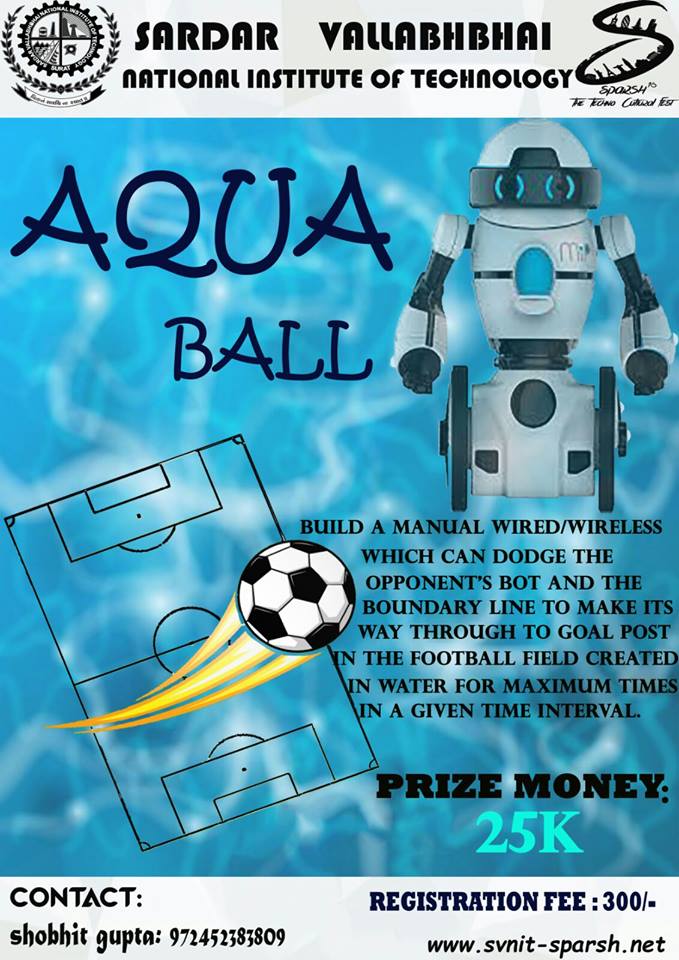 SARDAR VALLABHBHAI
NATIONAL INSTITUTE OF TECHNOLOGY
SURAT
SPARSH
THE TECHNO CULTURAL FEST
AQUA
BALL
MiP
BUILD A MANUAL WIRED/WIRELESS
WHICH CAN DODGE THE
OPPONENT'S BOT AND THE
BOUNDARY LINE TO MAKE ITS
WAY THROUGH TO GOAL POST
IN THE FOOTBALL FIELD CREATED
IN WATER FOR MAXIMUM TIMES
IN A GIVEN TIME INTERVAL.
PRIZE MONEY:
25K
CONTACT:
shobhit gupta: 972452383809
REGISTRATION FEE : 300/-
www.svnit-sparsh.net